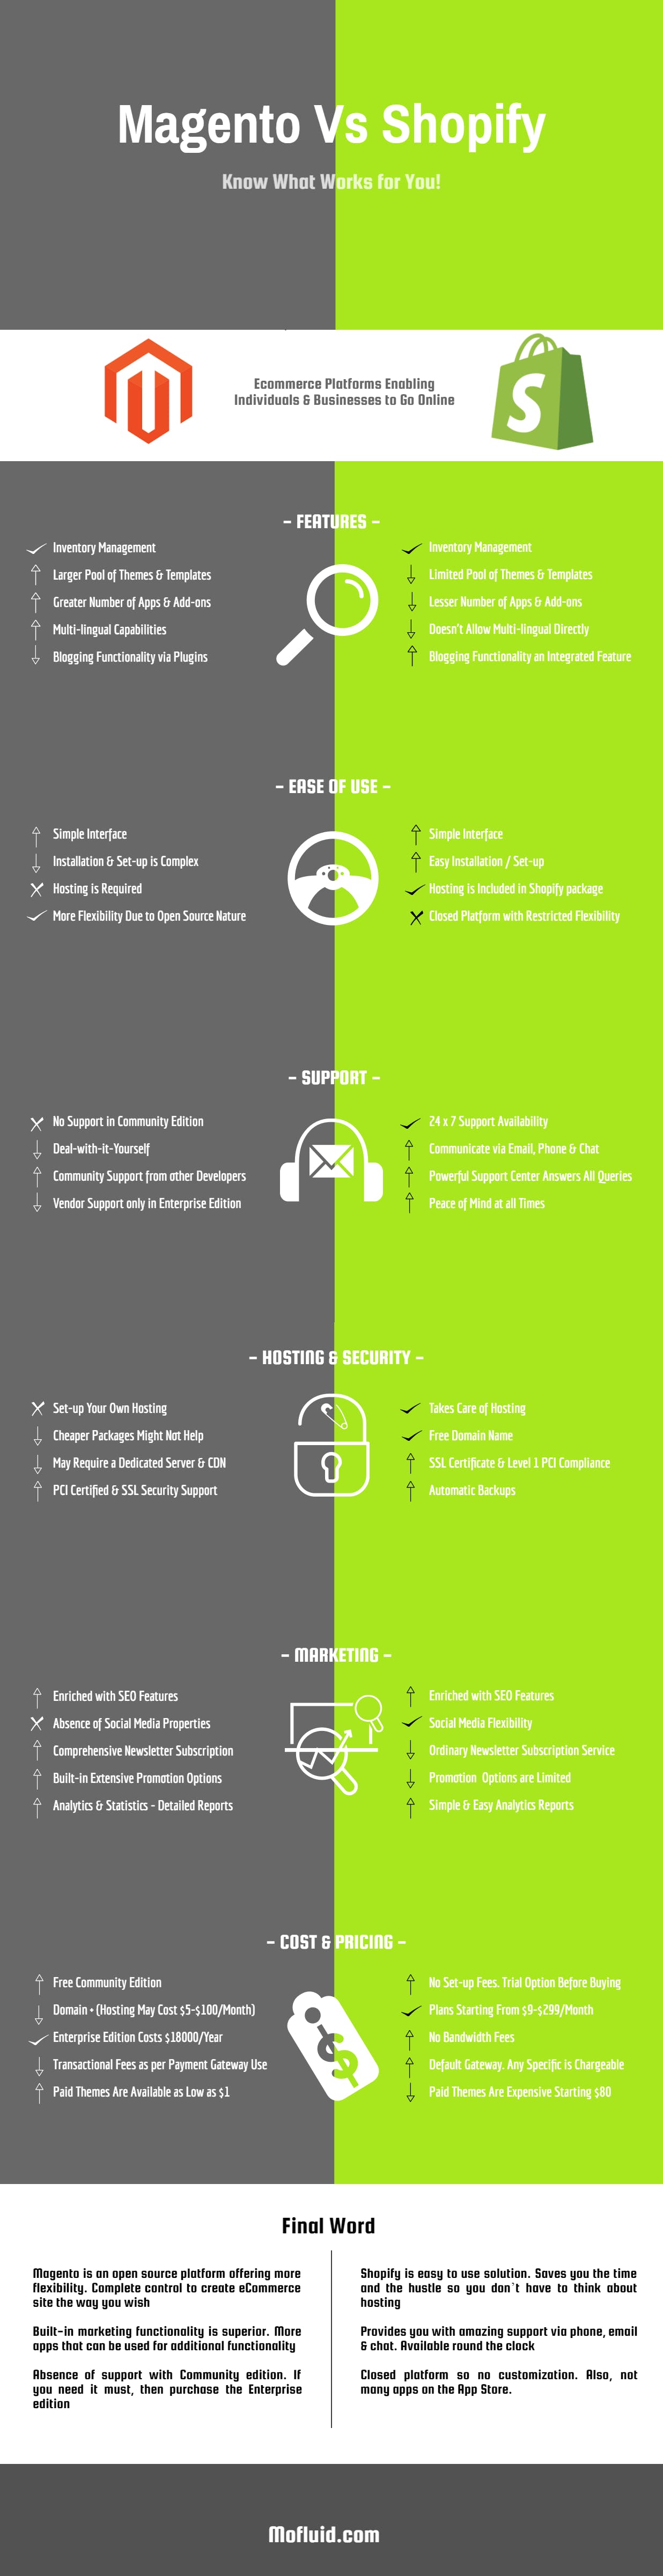 Magento Vs Shopify
Know What Works for You!
Ecommerce Platforms Enabling
Individuals & Businesses to Go Online
S
- FEATURES -
Inventory Management
Larger Pool of Themes & Templates
Greater Number of Apps & Add-ons
Multi-lingual Capabilities
Blogging Functionality via Plugins
Inventory Management
Limited Pool of Themes & Templates
Lesser Number of Apps & Add-ons
Doesn't Allow Multi-lingual Directly
Blogging Functionality an Integrated Feature
- EASE OF USE -
Simple Interface
Installation & Set-up is Complex
Hosting is Required
More Flexibility Due to Open Source Nature
Simple Interface
Easy Installation / Set-up
Hosting is Included in Shopify package
Closed Platform with Restricted Flexibility
- SUPPORT -
No Support in Community Edition
Deal-with-it-Yourself
Community Support from other Developers
Vendor Support only in Enterprise Edition
24 x 7 Support Availability
Communicate via Email, Phone & Chat
Powerful Support Center Answers All Queries
Peace of Mind at all Times
- HOSTING & SECURITY -
Set-up Your Own Hosting
Cheaper Packages Might Not Help
May Require a Dedicated Server & CDN
PCI Certified & SSL Security Support
Takes Care of Hosting
Free Domain Name
SSL Certificate & Level 1 PCI Compliance
Automatic Backups
- MARKETING -
Enriched with SEO Features
Absence of Social Media Properties
Comprehensive Newsletter Subscription
Built-in Extensive Promotion Options
Analytics & Statistics - Detailed Reports
Enriched with SEO Features
Social Media Flexibility
Ordinary Newsletter Subscription Service
Promotion Options are Limited
Simple & Easy Analytics Reports
- COST & PRICING -
Free Community Edition
Domain + (Hosting May Cost $5-$100/Month)
Enterprise Edition Costs $18000/Year
Transactional Fees as per Payment Gateway Use
Paid Themes Are Available as Low as $1
$
No Set-up Fees. Trial Option Before Buying
Plans Starting From $9-$299/Month
No Bandwidth Fees
Default Gateway. Any Specific is Chargeable
Paid Themes Are Expensive Starting $80
Final Word
Magento is an open source platform offering more
flexibility. Complete control to create eCommerce
site the way you wish
Built-in marketing functionality is superior. More
apps that can be used for additional functionality
Absence of support with Community edition. If
you need it must, then purchase the Enterprise
edition
Shopify is easy to use solution. Saves you the time
and the hustle so you don`t have to think about
hosting
Provides you with amazing support via phone, email
& chat. Available round the clock
Closed platform so no customization. Also, not
many apps on the App Store.
Mofluid.com